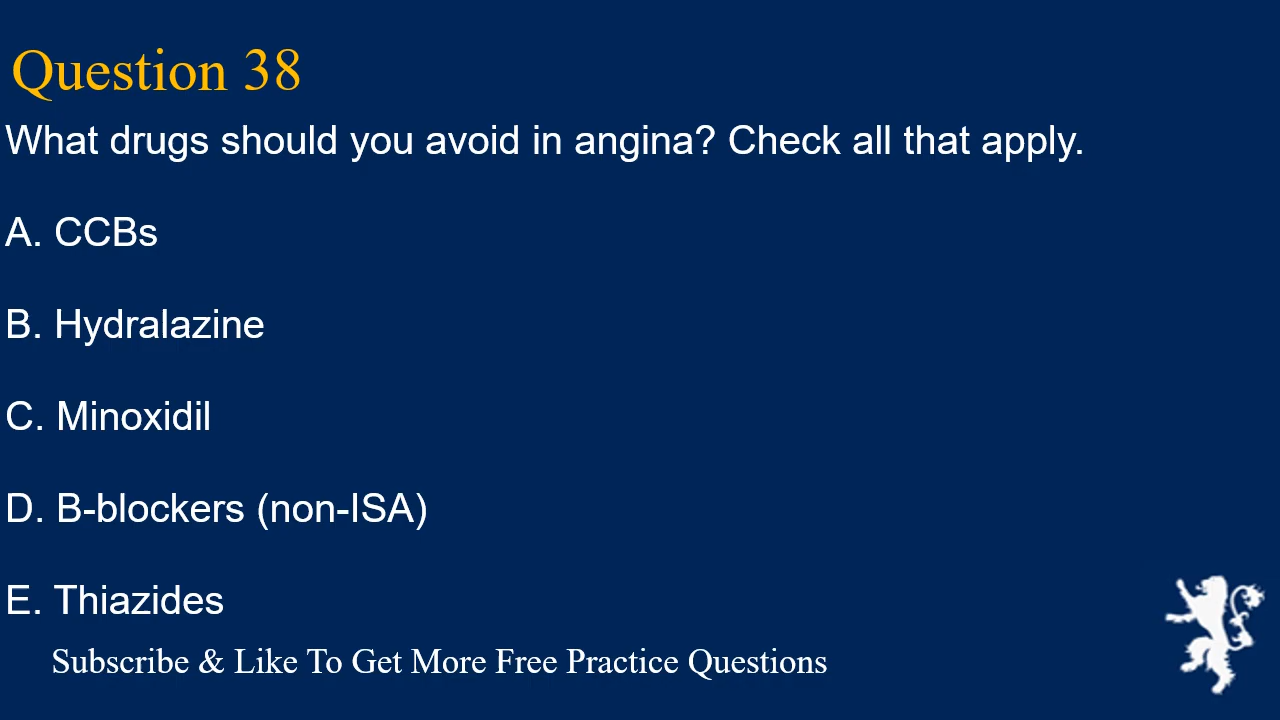 Question 38
What drugs should you avoid in angina? Check all that apply.
A. CCBs
B. Hydralazine
C. Minoxidil
D. B-blockers (non-ISA)
E. Thiazides
Subscribe & Like To Get More Free Practice Questions